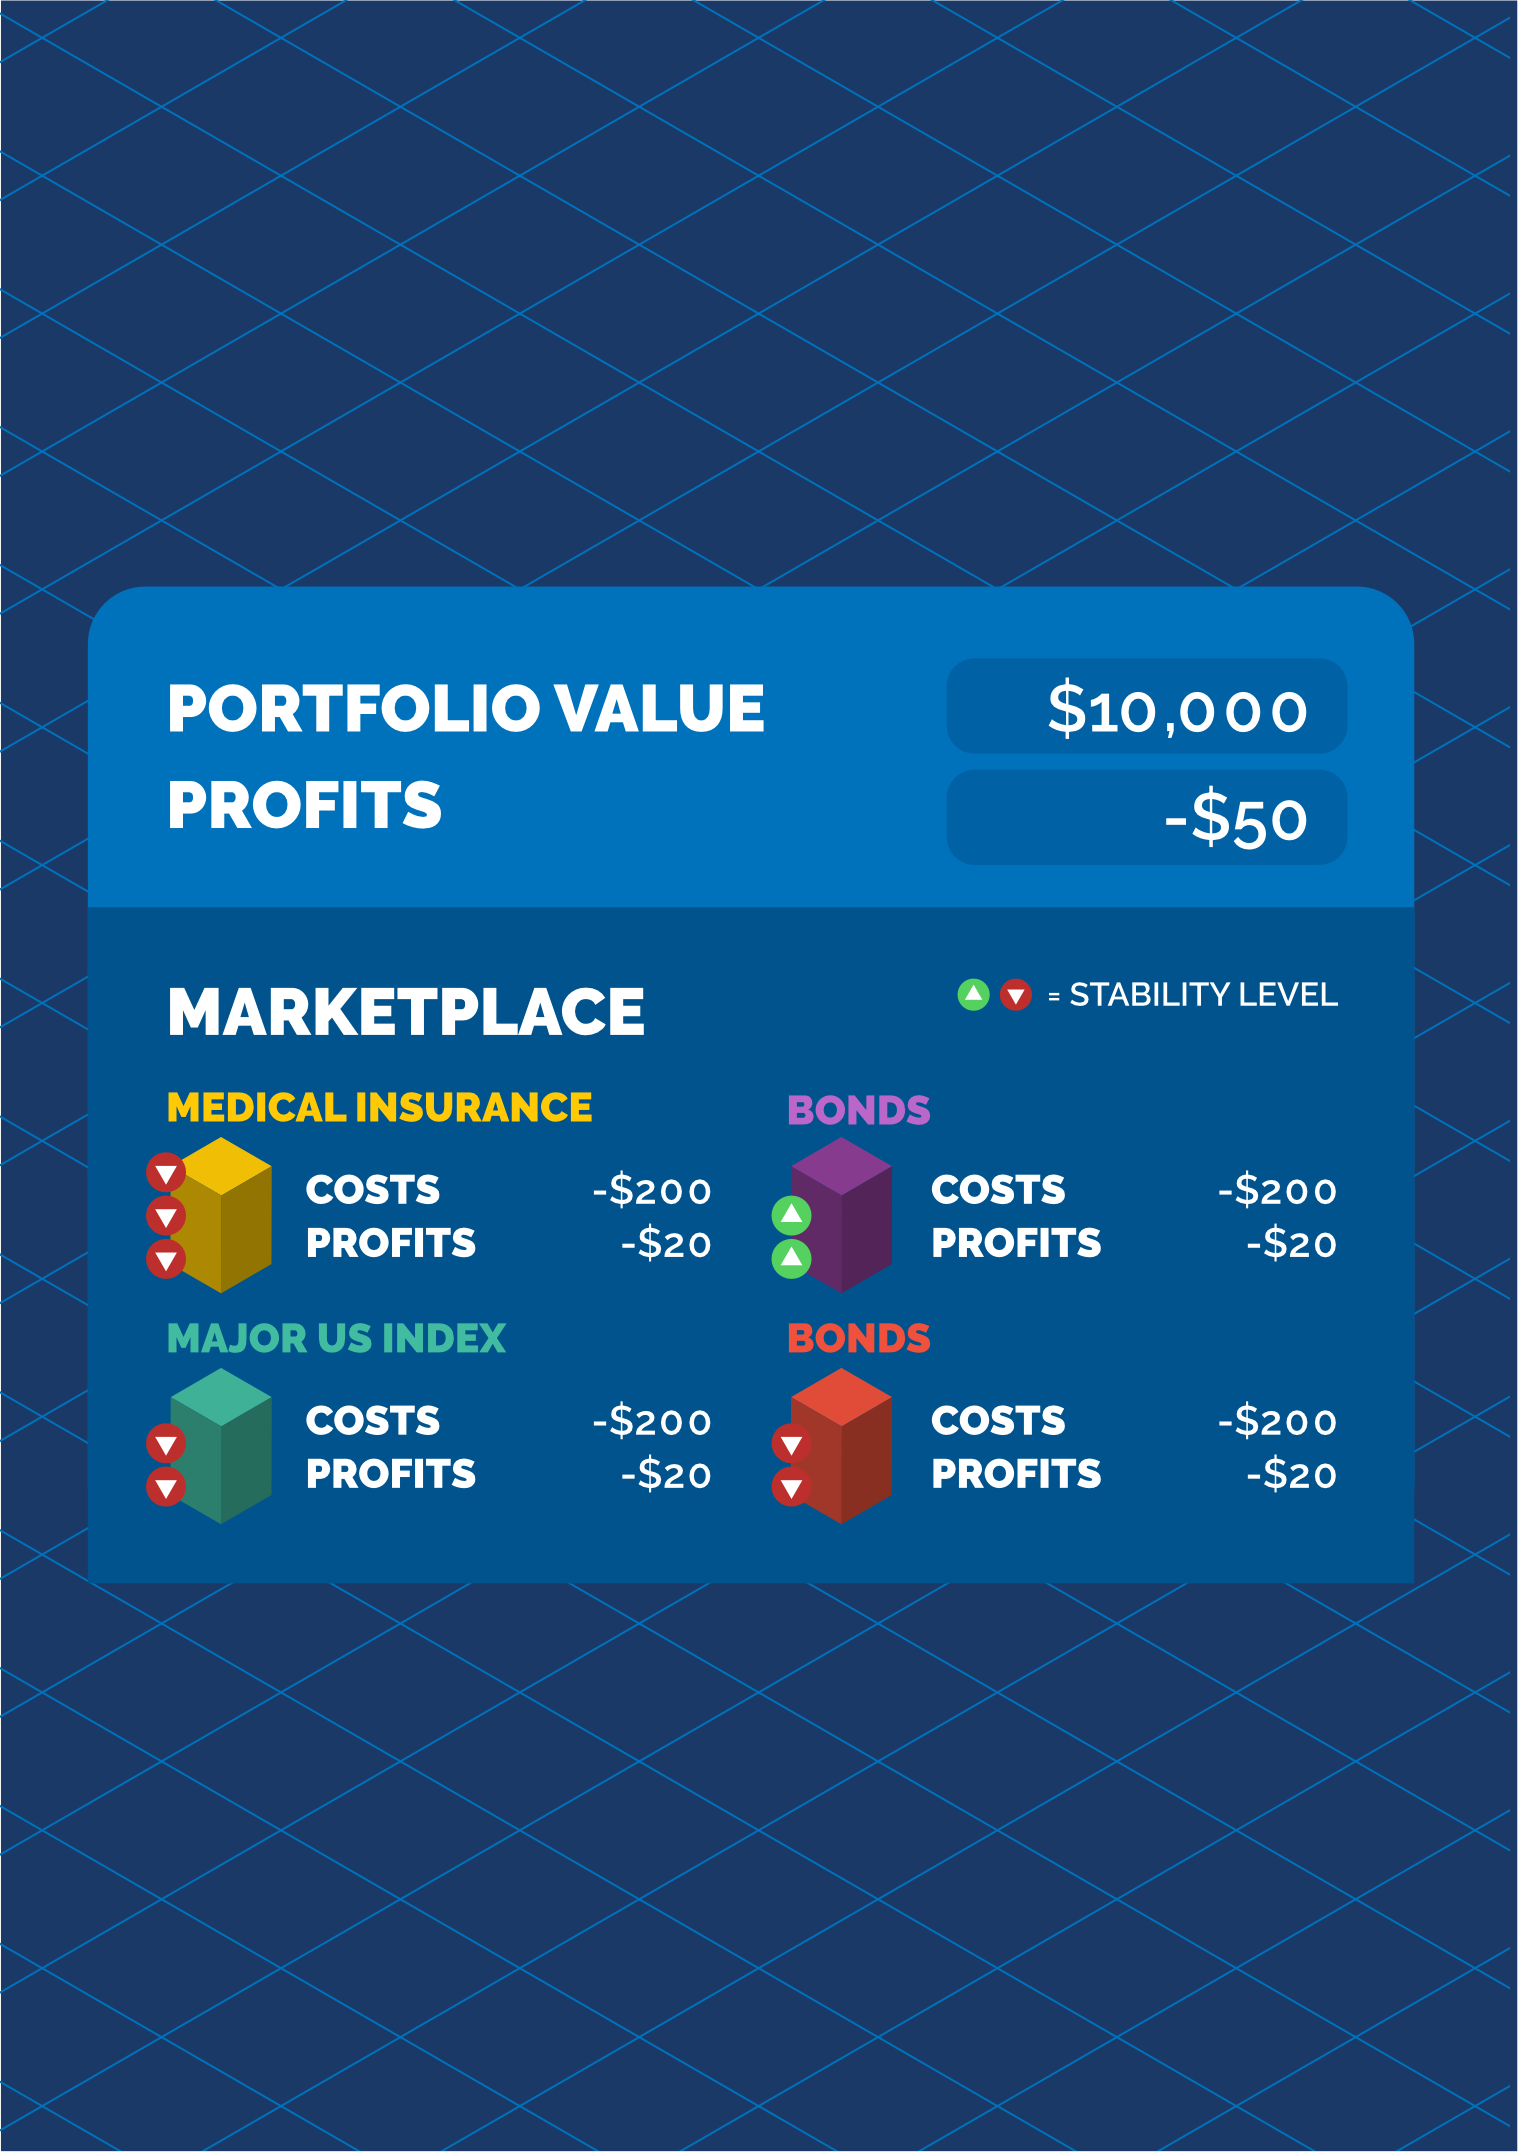 PORTFOLIO VALUE $10,000
PROFITS -$50
MARKETPLACE
= STABILITY LEVEL
MEDICAL INSURANCE
COSTS -$200
PROFITS -$20
BONDS
COSTS -$200
PROFITS -$20
MAJOR US INDEX
COSTS -$200
PROFITS -$20
BONDS
COSTS -$200
PROFITS -$20